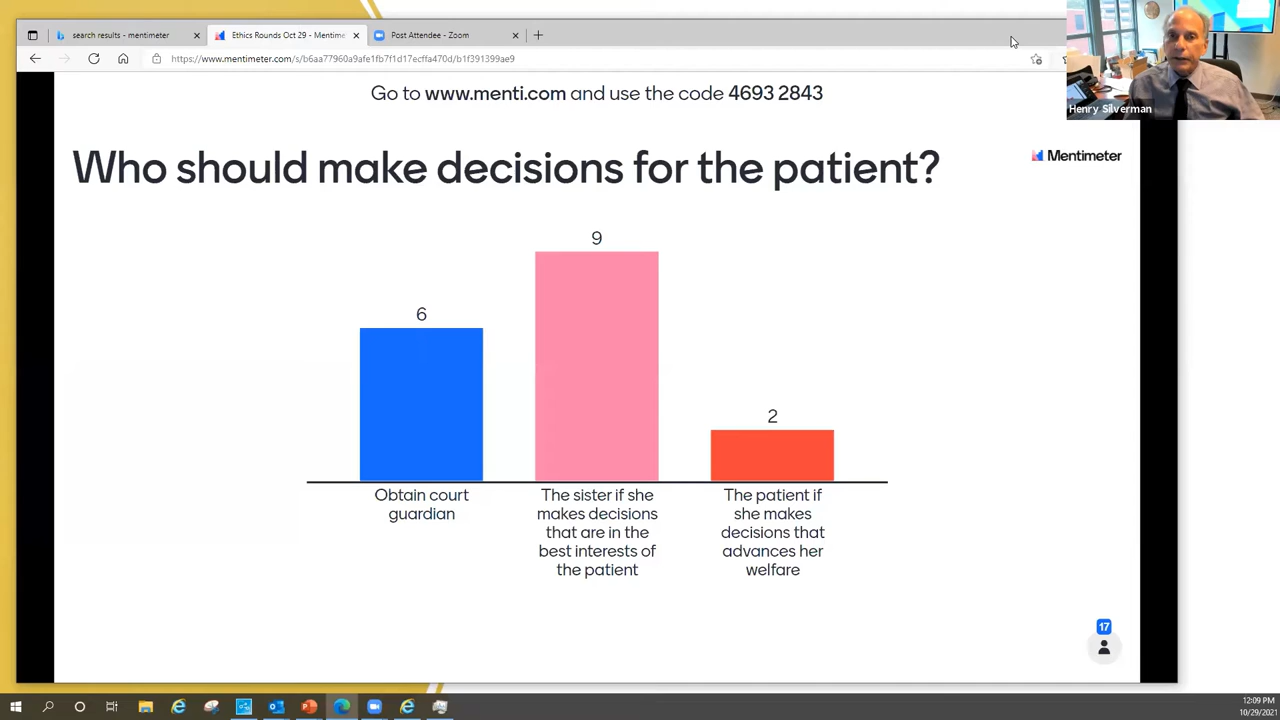 search results - mentimeter
Ethics Rounds Oct 29 - Mentime
Post Attendee - Zoom
https://www.mentimeter.com/s/b6aa77960a9afe1fb7f1d17ecffa470d/b1f391399ae9
Henry Silverman
Go to www.menti.com and use the code 4693 2843
Who should make decisions for the patient?
Mentimeter
6
9
2
Obtain court
guardian
The sister if she
makes decisions
that are in the
best interests of
the patient
The patient if
she makes
decisions that
advances her
welfare
17
12:09 PM
10/29/2021